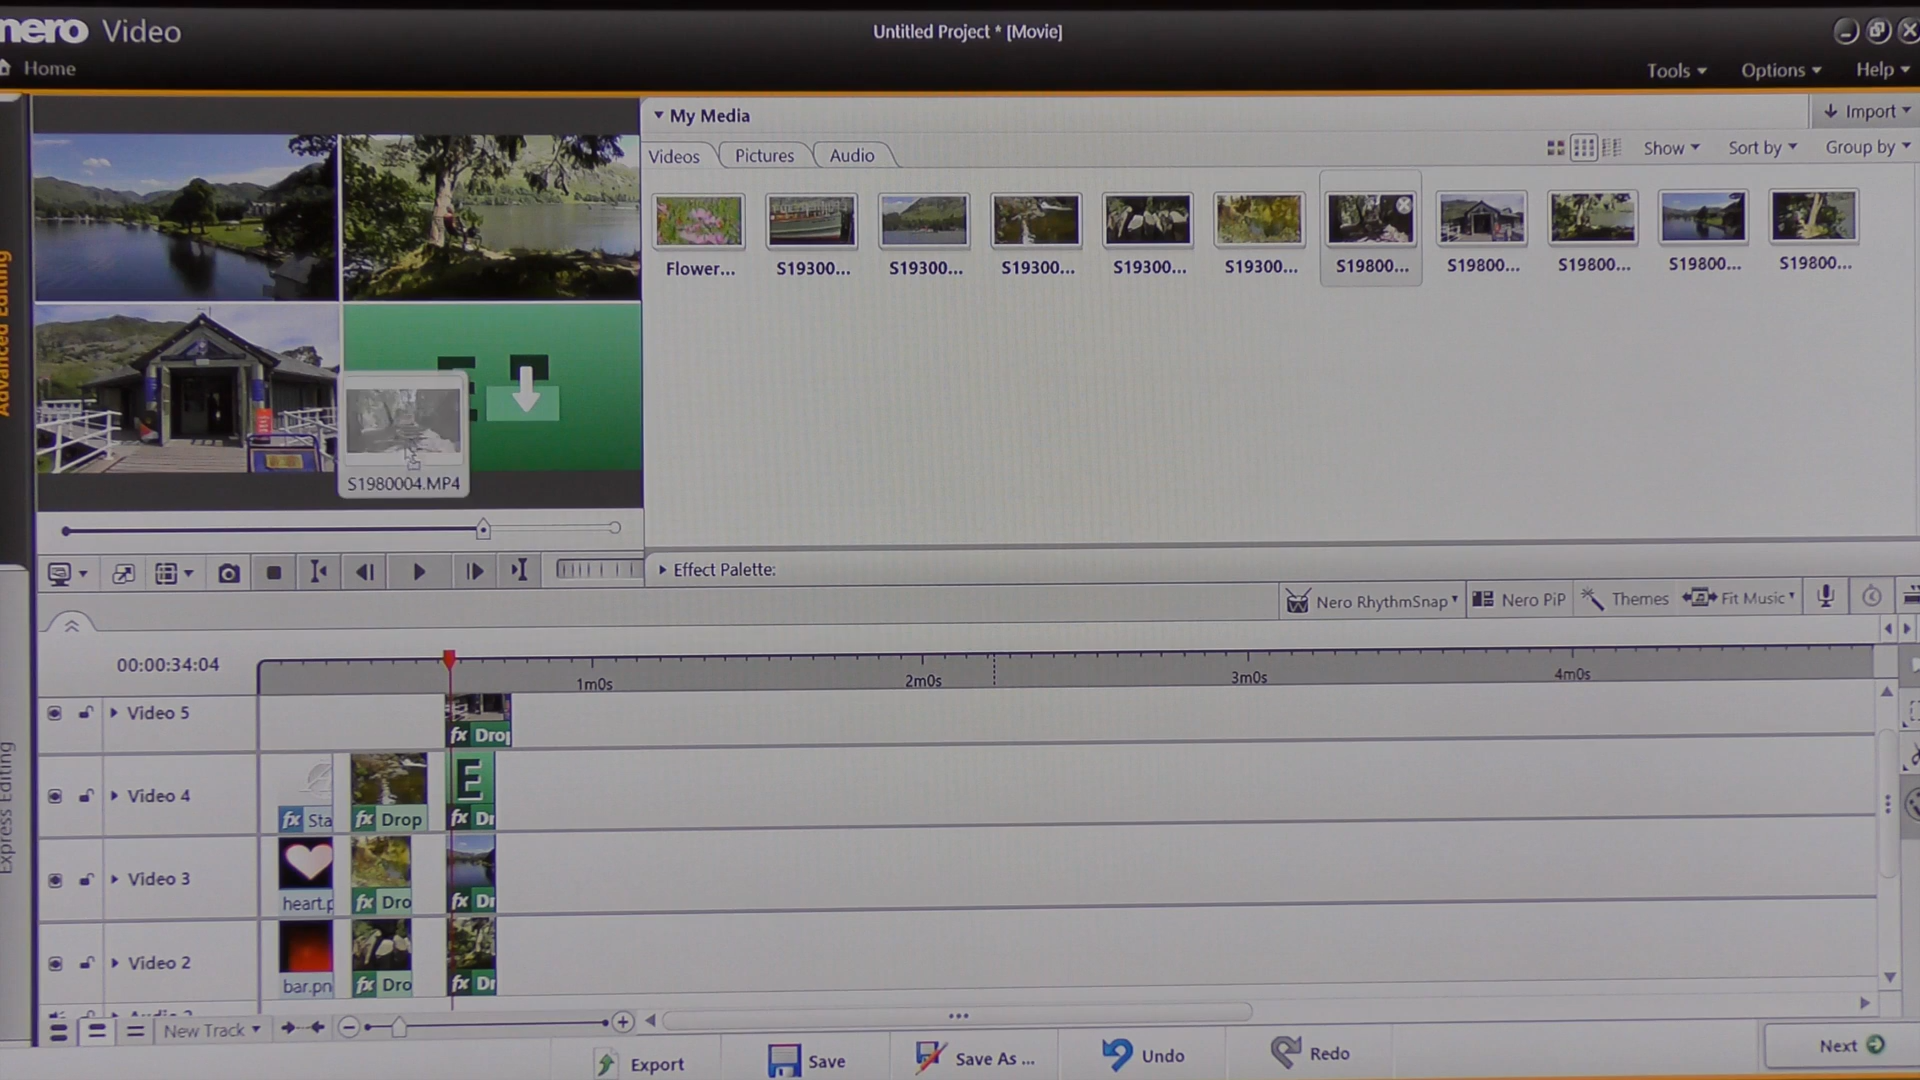 nero Video
Untitled Project * [Movie]
Home
Tools
Options
Help
My Media
Import
Videos
Pictures
Audio
Show
Sort by
Group by
Flower...
S19300...
S19300...
S19300...
S19300...
S19300...
S19800...
S19800...
S19800...
S19800...
S19800...
Advanced Editing
E
S1980004.MP4
Effect Palette:
Nero RhythmSnap
Nero PiP
Themes
Fit Music
00:00:34:04
1m0s
2m0s
3m0s
4m0s
Video 5
fx Drop
Video 4
fx Sta
fx Drop
E
fx Dr
Video 3
heart.p
fx Dro
fx Dr
Video 2
bar.pn
fx Dro
fx Dr
Express Editing
New Track
Export
Save
Save As ...
Undo
Redo
Next